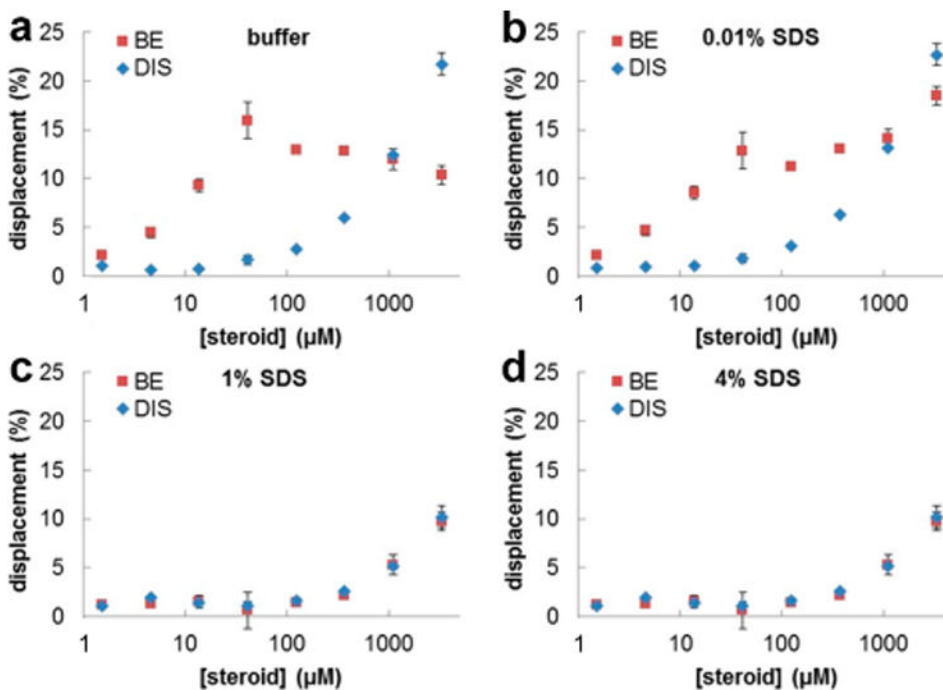 a
buffer
BE
DIS
displacement (%)
25
20
15
10
5
0
1
10
100
1000
[steroid] (µM)
b
0.01% SDS
BE
DIS
displacement (%)
25
20
15
10
5
0
1
10
100
1000
[steroid] (µM)
c
1% SDS
BE
DIS
displacement (%)
25
20
15
10
5
0
1
10
100
1000
[steroid] (µM)
d
4% SDS
BE
DIS
displacement (%)
25
20
15
10
5
0
1
10
100
1000
[steroid] (µM)